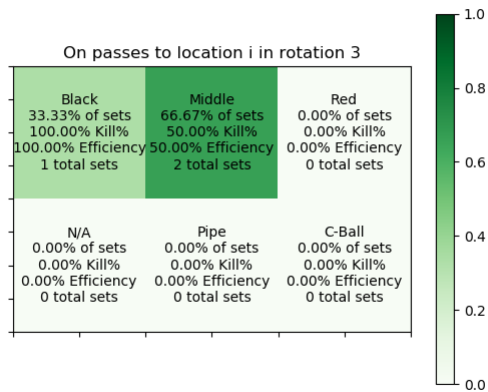 On passes to location i in rotation 3
Black
33.33% of sets
100.00% Kill%
100.00% Efficiency
1 total sets
Middle
66.67% of sets
50.00% Kill%
50.00% Efficiency
2 total sets
Red
0.00% of sets
0.00% Kill%
0.00% Efficiency
0 total sets
N/A
0.00% of sets
0.00% Kill%
0.00% Efficiency
0 total sets
Pipe
0.00% of sets
0.00% Kill%
0.00% Efficiency
0 total sets
C-Ball
0.00% of sets
0.00% Kill%
0.00% Efficiency
0 total sets
1.0
0.8
0.6
0.4
0.2
0.0